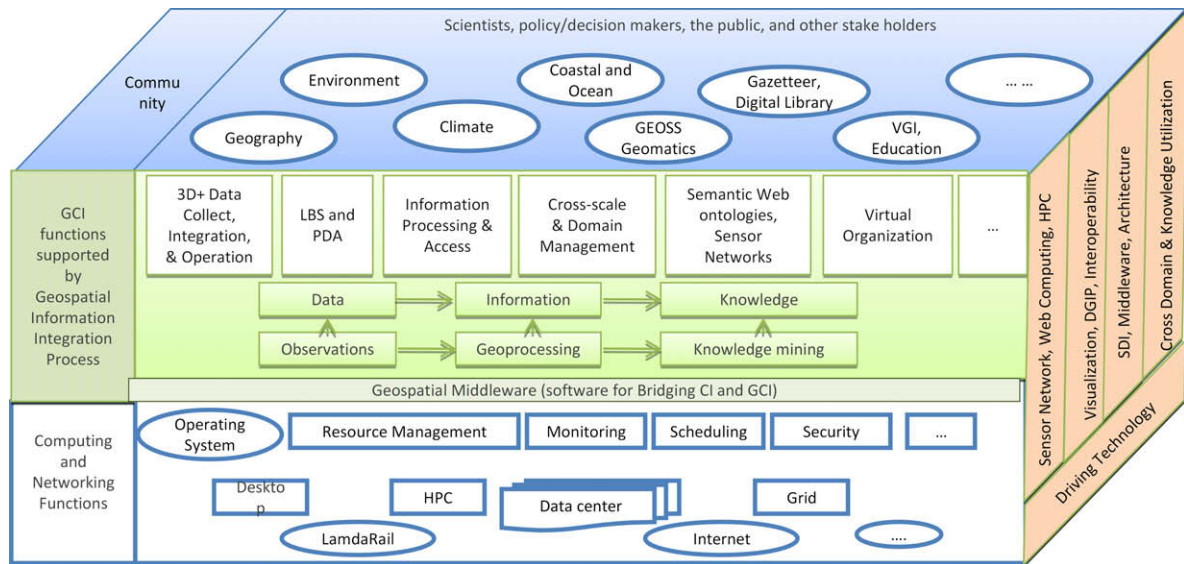 Scientists, policy/decision makers, the public, and other stake holders
Commu
nity
Environment
Coastal and
Ocean
Gazetteer,
Digital Library
... ...
Geography
Climate
GEOSS
Geomatics
VGI,
Education
GCI
functions
supported
by
Geospatial
Information
Integration
Process
3D+ Data
Collect,
Integration,
& Operation
LBS and
PDA
Information
Processing &
Access
Cross-scale
& Domain
Management
Semantic Web
ontologies,
Sensor
Networks
Virtual
Organization
...
Data
Information
Knowledge
Observations
Geoprocessing
Knowledge mining
Geospatial Middleware (software for Bridging CI and GCI)
Computing
and
Networking
Functions
Operating
System
Resource Management
Monitoring
Scheduling
Security
...
Deskto
p
HPC
Data center
Grid
LamdaRail
Internet
....
Sensor Network, Web Computing, HPC
Visualization, DGIP, Interoperability
SDI, Middleware, Architecture
Cross Domain & Knowledge Utilization
Driving Technology